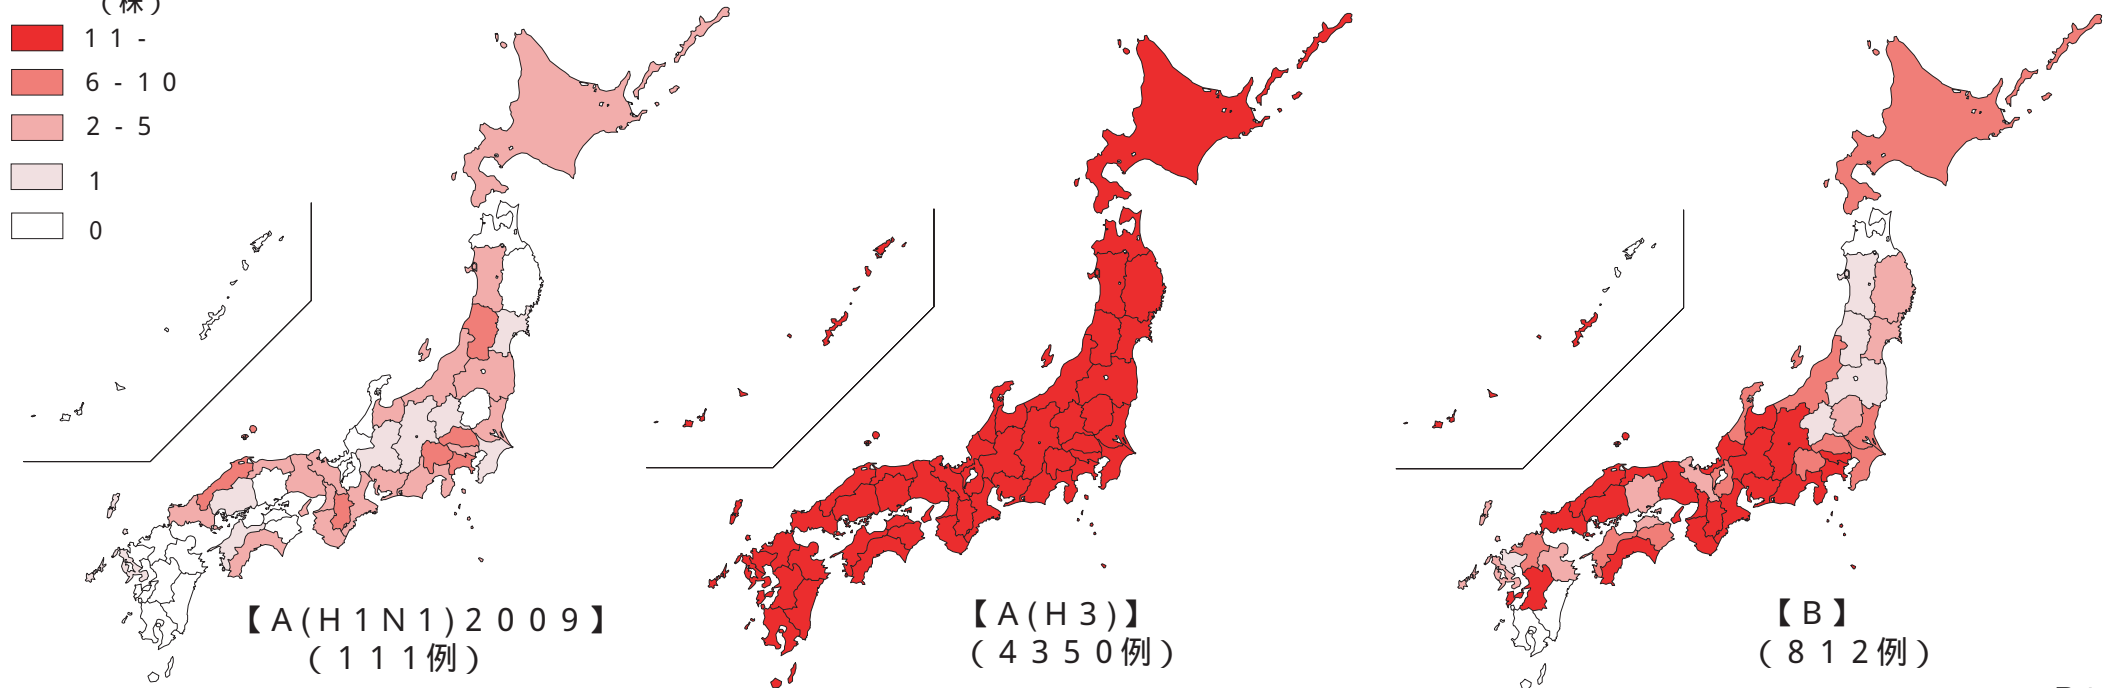 (株)
11-
6-10
2-5
1
0
【A(H1N1)2009】
(111例)
【A(H3)】
(4350例)
【B】
(812例)